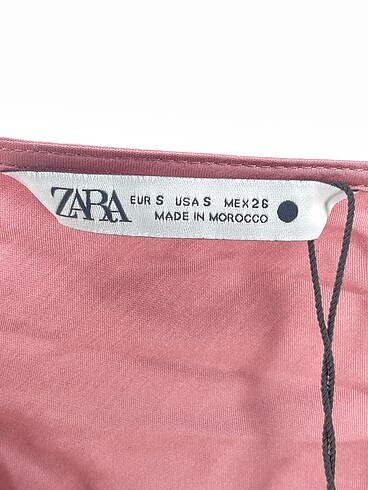 ZARA
EUR S USA S MEX 26
MADE IN MOROCCO